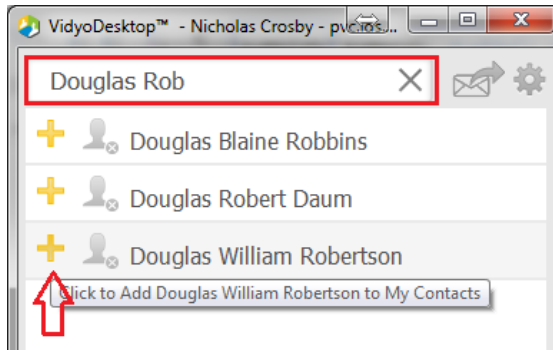 VidyoDesktop™ - Nicholas Crosby -
Douglas Rob
Douglas Blaine Robbins
Douglas Robert Daum
Douglas William Robertson
Click to Add Douglas William Robertson to My Contacts